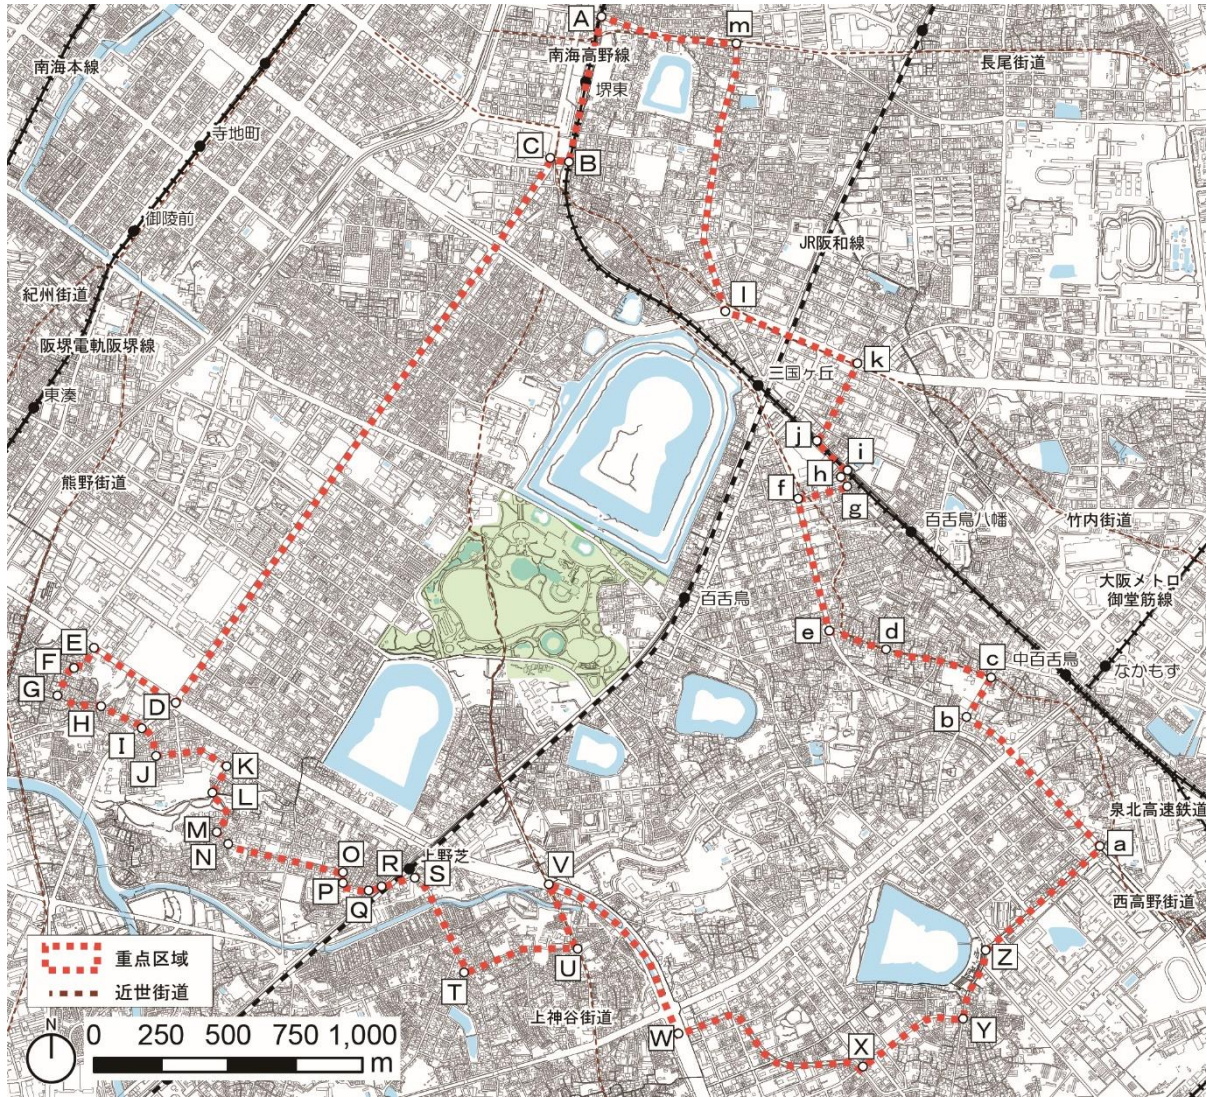 A
m
南海高野線
長尾街道
南海本線
堺東
寺地町
C
B
御陵前
JR阪和線
紀州街道
l
阪堺電軌阪堺線
k
三国ヶ丘
東湊
j
i
h
熊野街道
f
g
百舌鳥八幡
竹内街道
大阪メトロ
御堂筋線
百舌鳥
e
d
E
F
c
中百舌鳥
なかもず
G
D
H
b
I
J
K
L
泉北高速鉄道
M
N
a
O
R
上野芝
S
V
P
Q
西高野街道
重点区域
Z
U
近世街道
T
上神谷街道
N
0 250 500 750 1,000
m
W
X
Y